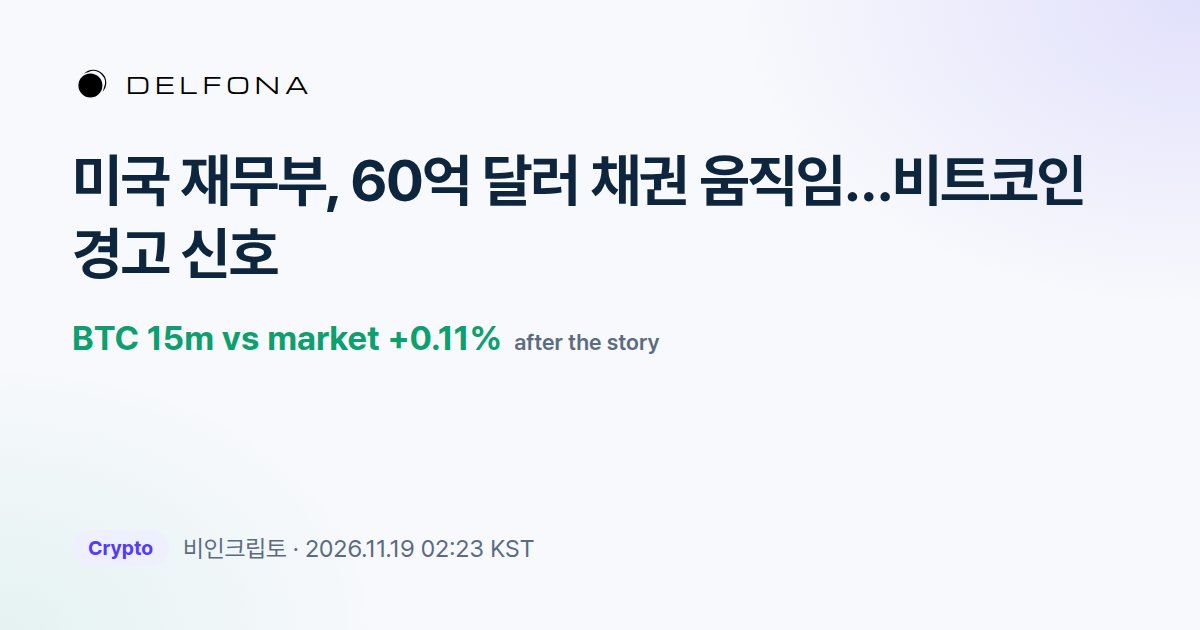 DELFONA
미국 재무부, 60억 달러 채권 움직임...비트코인
경고 신호
BTC 15m vs market +0.11% after the story
Crypto 비인크립토 · 2026.11.19 02:23 KST